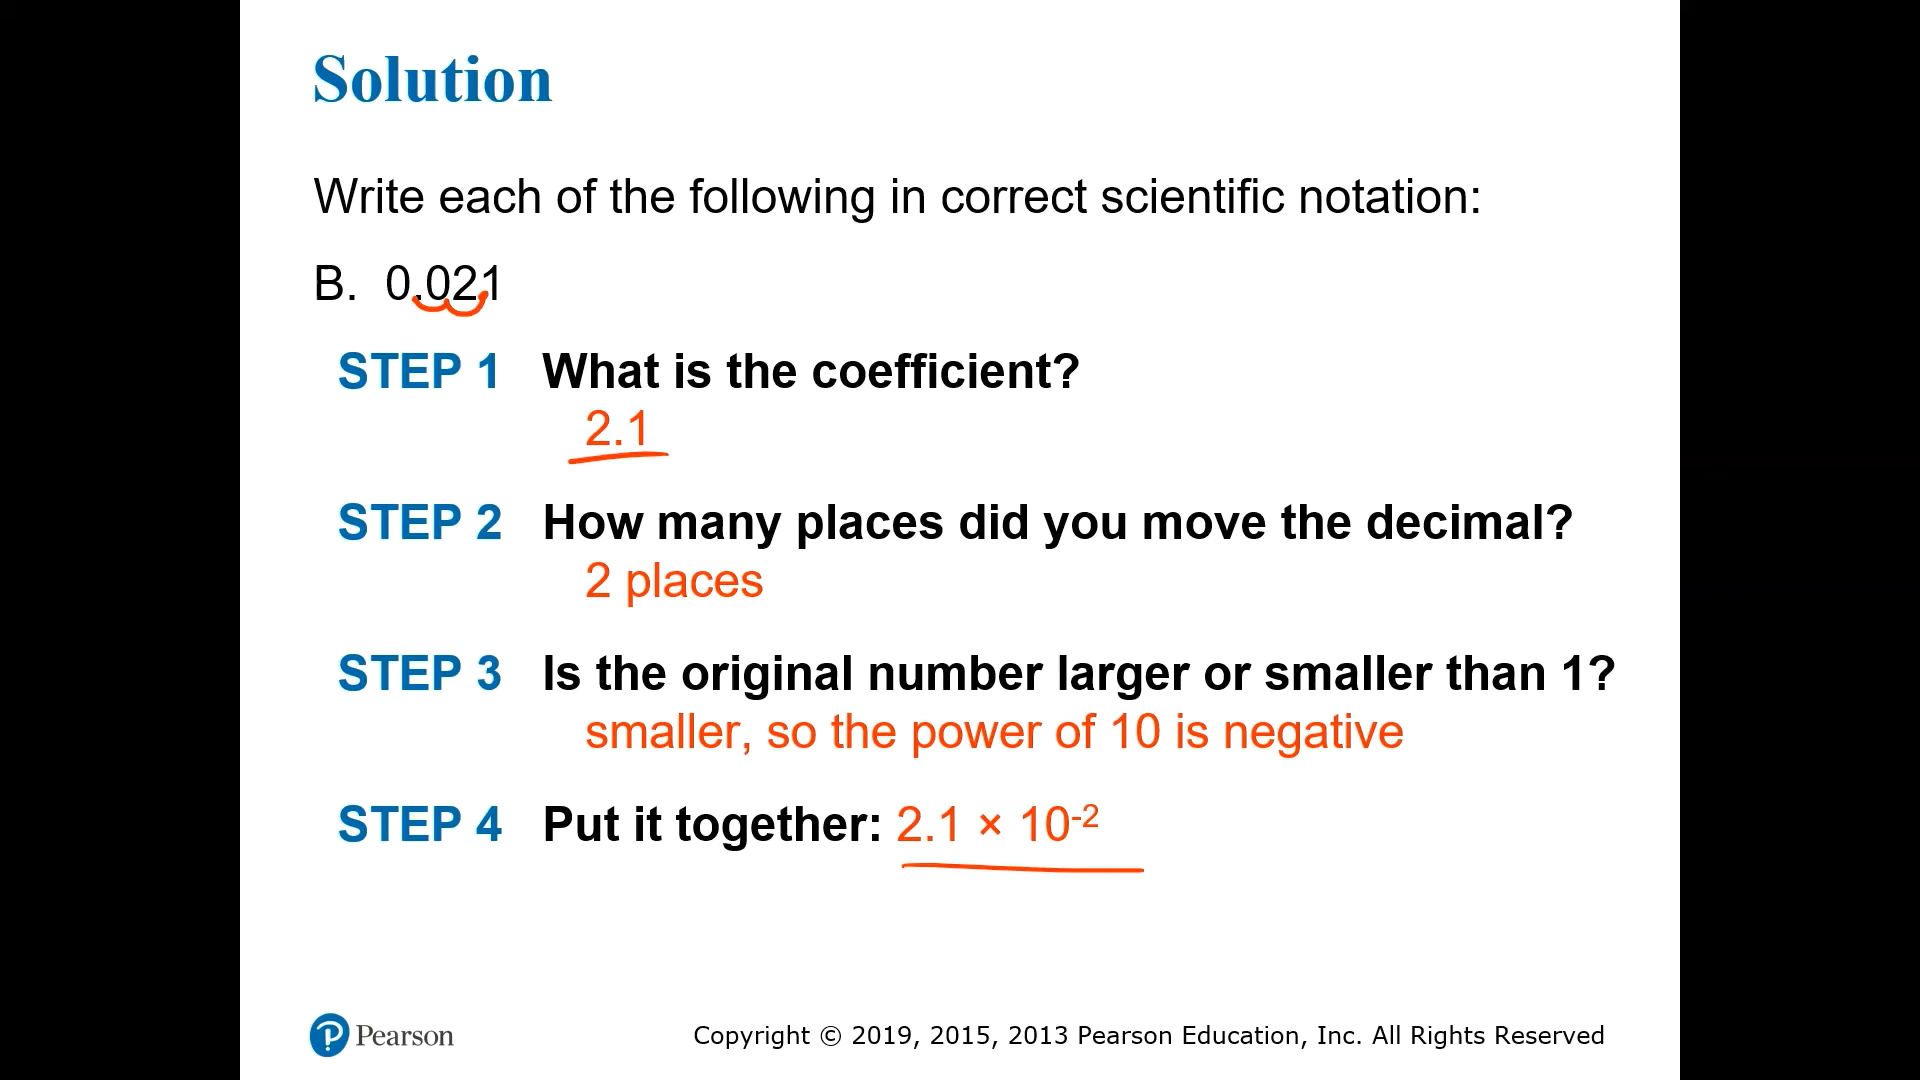 Solution
Write each of the following in correct scientific notation:
B. 0.021
STEP 1 What is the coefficient?
2.1
STEP 2 How many places did you move the decimal?
2 places
STEP 3 Is the original number larger or smaller than 1?
smaller, so the power of 10 is negative
STEP 4 Put it together: 2.1 × 10⁻²
Pearson
Copyright © 2019, 2015, 2013 Pearson Education, Inc. All Rights Reserved